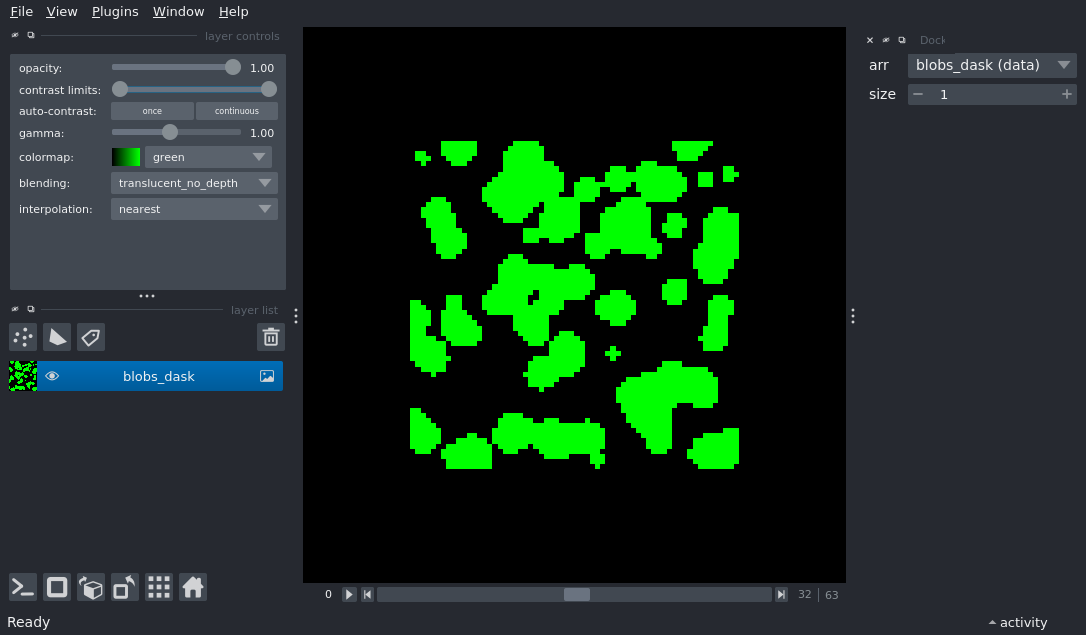 File View Plugins Window Help
layer controls
opacity: 1.00
contrast limits:
auto-contrast: once continuous
gamma: 1.00
colormap: green
blending: translucent_no_depth
interpolation: nearest
layer list
blobs_dask
0 32 63
Ready
Dock
arr blobs_dask (data)
size 1
activity